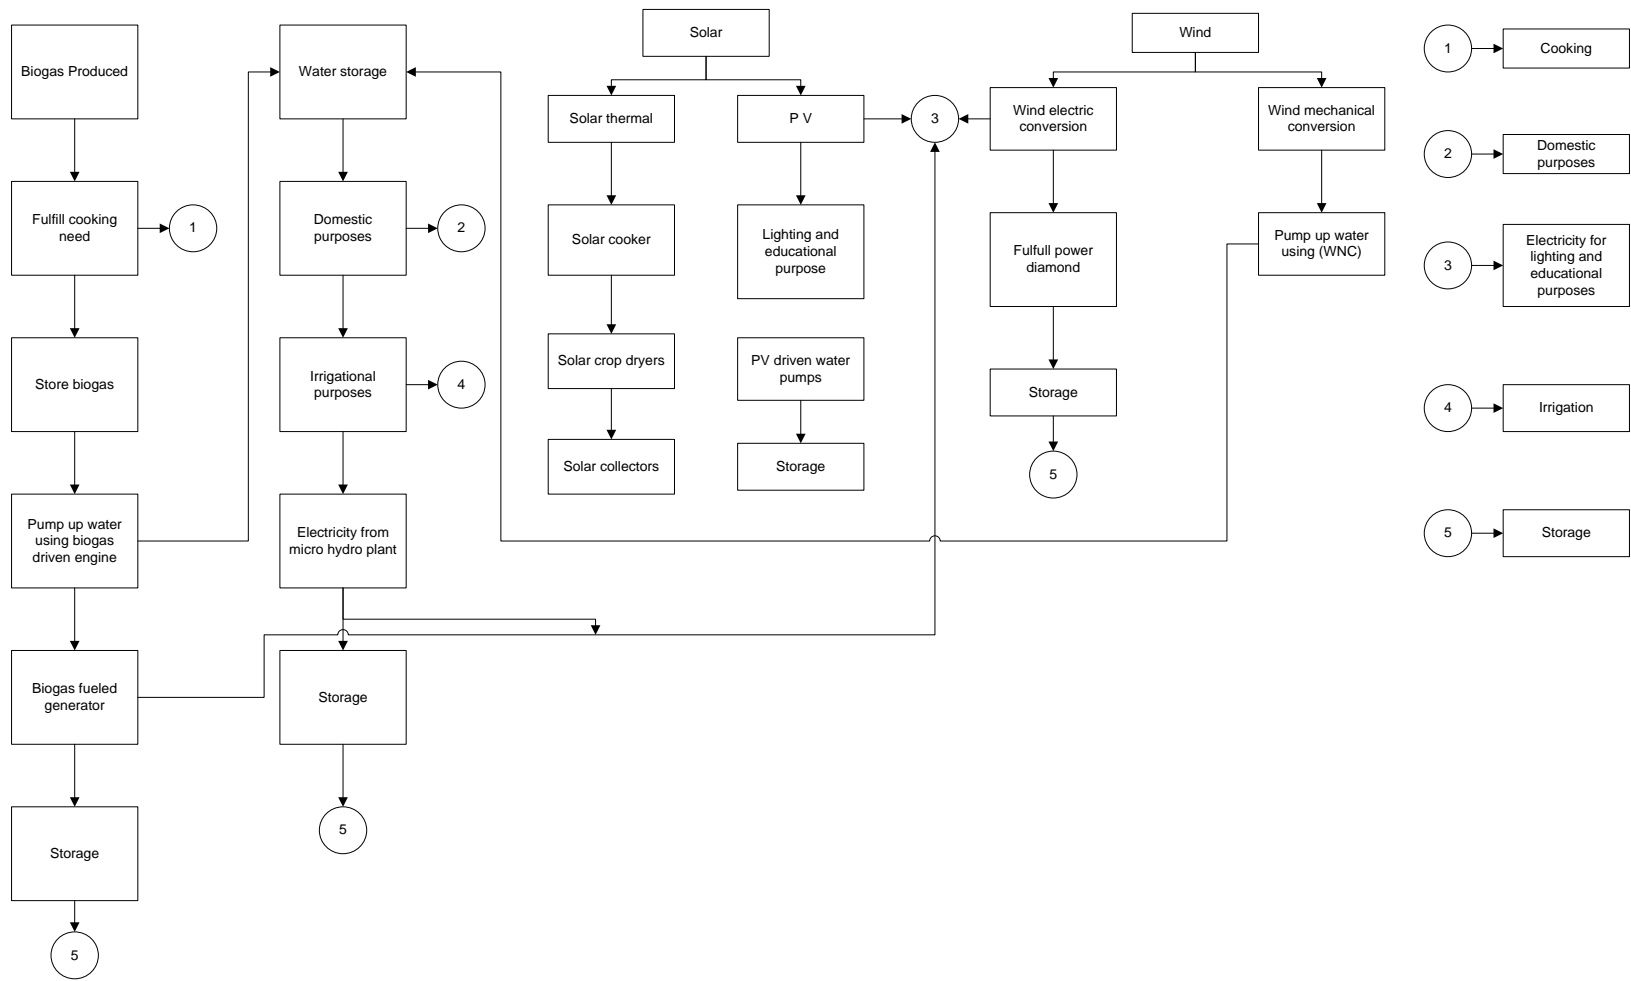 Biogas Produced
Fulfill cooking
need
1
Store biogas
Pump up water
using biogas
driven engine
Biogas fueled
generator
Storage
5
Water storage
Domestic
purposes
2
Irrigational
purposes
4
Electricity from
micro hydro plant
Storage
5
Solar
Solar thermal
Solar cooker
Solar crop dryers
Solar collectors
P V
Lighting and
educational
purpose
PV driven water
pumps
Storage
3
Wind
Wind electric
conversion
Fulfull power
diamond
Storage
5
Wind mechanical
conversion
Pump up water
using (WNC)
1
Cooking
2
Domestic
purposes
3
Electricity for
lighting and
educational
purposes
4
Irrigation
5
Storage